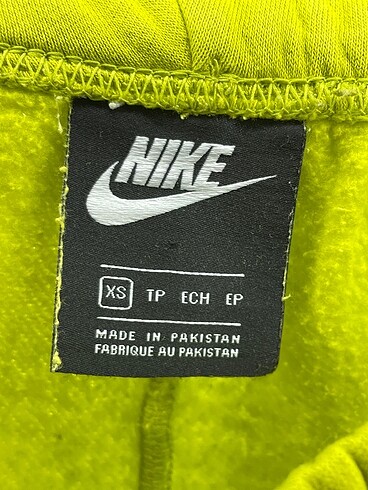 NIKE
XS TP ECH EP
MADE IN PAKISTAN
FABRIQUE AU PAKISTAN